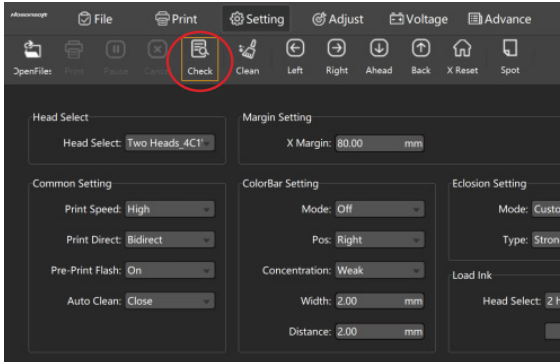 Hosonsoft File Print Setting Adjust Voltage Advance
OpenFiles Print Pause Cancel Check Clean Left Right Ahead Back X Reset Spot
Head Select Margin Setting
Head Select: Two Heads_4C1 X Margin: 80.00 mm
Common Setting ColorBar Setting Eclosion Setting
Print Speed: High Mode: Off Mode: Custo
Print Direct: Bidirect Pos: Right Type: Stron
Pre-Print Flash: On Concentration: Weak Load Ink
Auto Clean: Close Width: 2.00 mm Head Select: 2 h
Distance: 2.00 mm